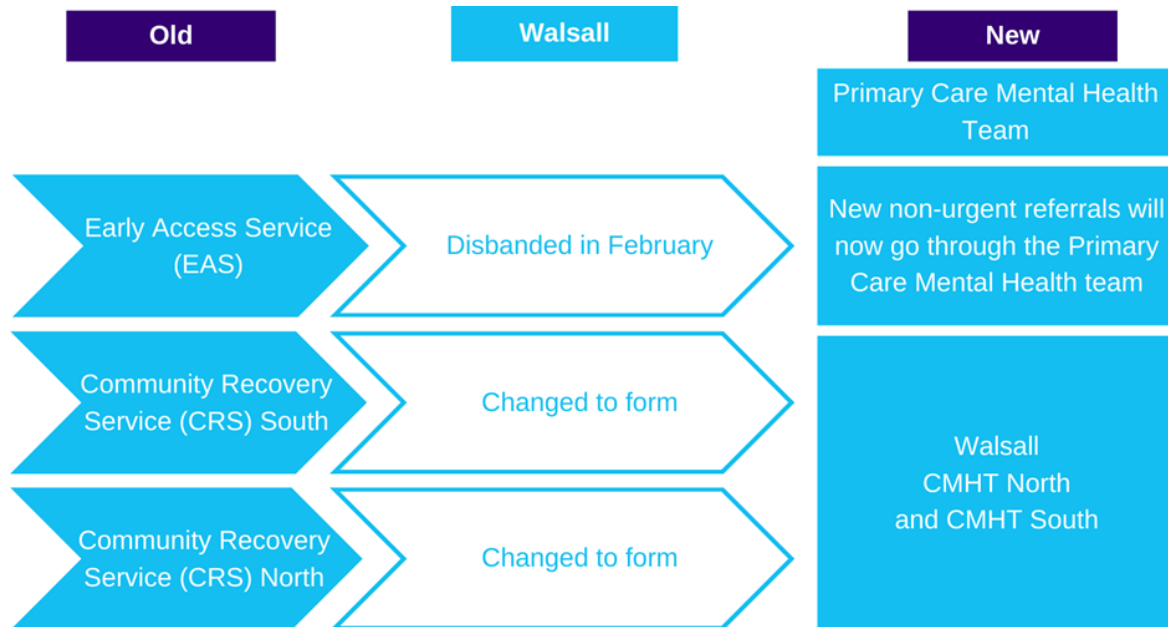 Old
Walsall
New
Primary Care Mental Health
Team
Early Access Service
(EAS)
Disbanded in February
New non-urgent referrals will
now go through the Primary
Care Mental Health team
Community Recovery
Service (CRS) South
Changed to form
Walsall
CMHT North
and CMHT South
Community Recovery
Service (CRS) North
Changed to form